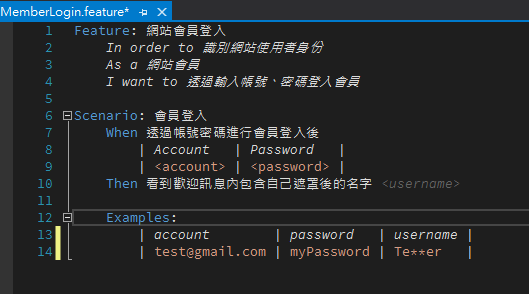 MemberLogin.feature*
1 Feature: 網站會員登入
2 In order to 識別網站使用者身份
3 As a 網站會員
4 I want to 透過輸入帳號、密碼登入會員
5
6 Scenario: 會員登入
7 When 透過帳號密碼進行會員登入後
8 | Account | Password |
9 | <account> | <password> |
10 Then 看到歡迎訊息內包含自己遮罩後的名字 <username>
11
12 Examples:
13 | account | password | username |
14 | test@gmail.com | myPassword | Te**er |